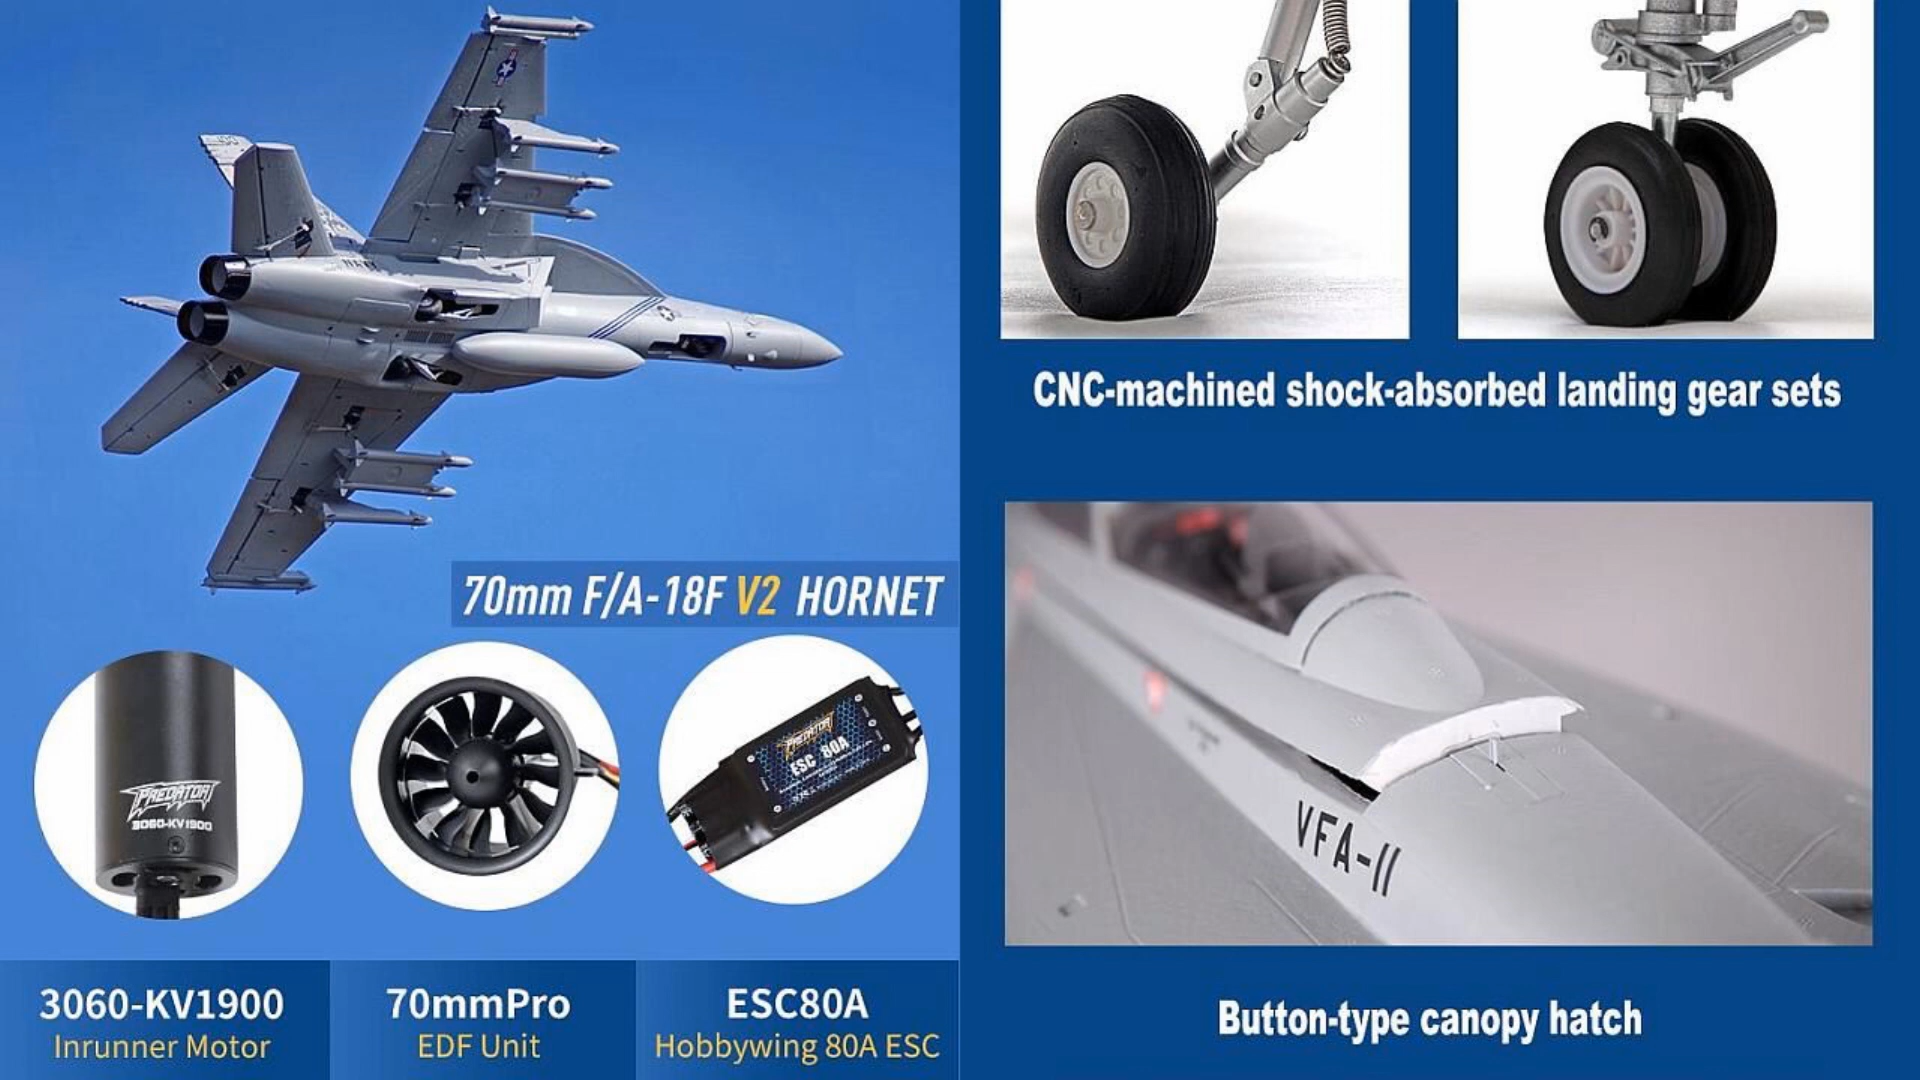 NAVY
70mm F/A-18F V2 HORNET
PREDATOR
3060-KV1900
PREDATOR
ESC 80A
3060-KV1900
Inrunner Motor
70mmPro
EDF Unit
ESC80A
Hobbywing 80A ESC
CNC-machined shock-absorbed landing gear sets
VFA-11
Button-type canopy hatch